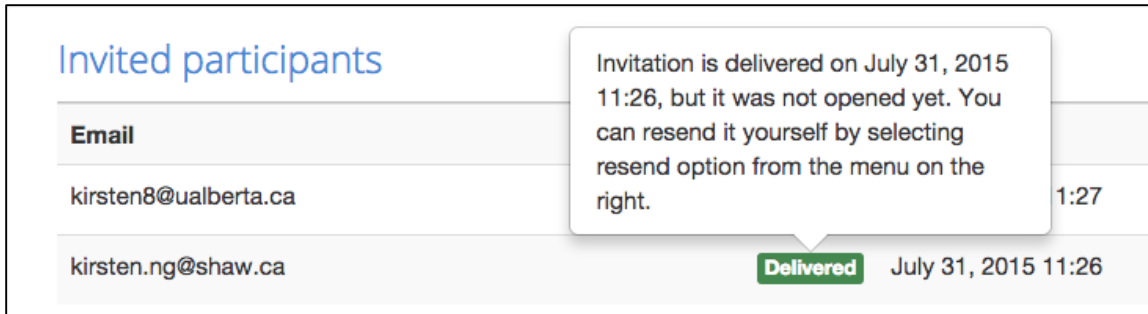 Invited participants
Invitation is delivered on July 31, 2015
11:26, but it was not opened yet. You
can resend it yourself by selecting
resend option from the menu on the
right.
Email
kirsten8@ualberta.ca 1:27
kirsten.ng@shaw.ca Delivered July 31, 2015 11:26